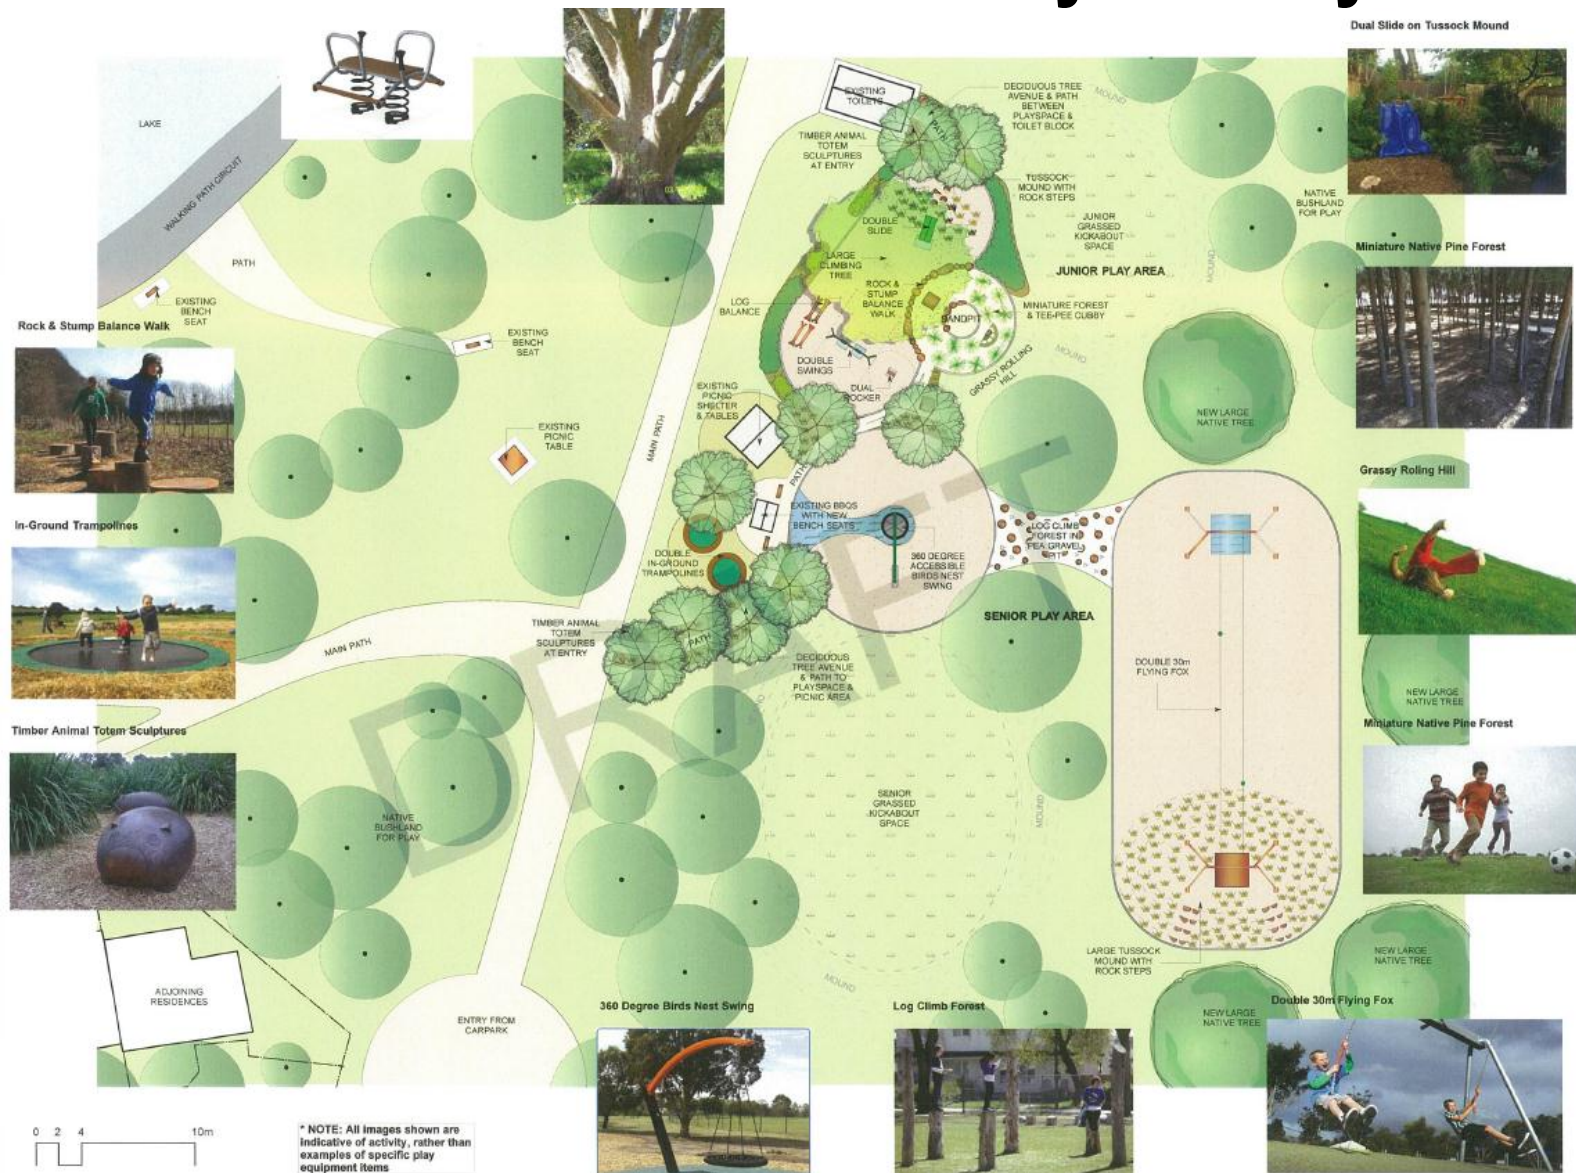 Dual Slide on Tussock Mound
LAKE
WALKING PATH CIRCUIT
PATH
EXISTING
BENCH
SEAT
EXISTING
BENCH
SEAT
EXISTING
PICNIC
TABLE
EXISTING
TOILETS
PATH
DECIDUOUS TREE
AVENUE & PATH
BETWEEN
PLAYSPACE &
TOILET BLOCK
MOUND
TIMBER ANIMAL
TOTEM
SCULPTURES
AT ENTRY
TUSSOCK
MOUND WITH
ROCK STEPS
DOUBLE
SLIDE
JUNIOR
GRASSED
KICKABOUT
SPACE
NATIVE
BUSHLAND
FOR PLAY
MOUND
LARGE
CLIMBING
TREE
JUNIOR PLAY AREA
ROCK &
STUMP
BALANCE
WALK
LOG
BALANCE
MINIATURE FOREST
& TEE-PEE CUBBY
SANDPIT
DOUBLE
SWINGS
MOUND
GRASSY ROLLING
HILL
DUAL
ROCKER
EXISTING
PICNIC
SHELTER
& TABLES
MAIN PATH
NEW LARGE
NATIVE TREE
PATH
EXISTING BBQS
WITH NEW
BENCH SEATS
LOG CLIMB
FOREST IN
PEA GRAVEL
PIT
DOUBLE
IN-GROUND
TRAMPOLINES
360 DEGREE
ACCESSIBLE
BIRDS NEST
SWING
SENIOR PLAY AREA
TIMBER ANIMAL
TOTEM
SCULPTURES
AT ENTRY
PATH
MAIN PATH
DECIDUOUS
TREE AVENUE
& PATH TO
PLAYSPACE &
PICNIC AREA
DOUBLE 30m
FLYING FOX
NEW LARGE
NATIVE TREE
MOUND
DRAFT
NATIVE
BUSHLAND
FOR PLAY
SENIOR
GRASSED
KICKABOUT
SPACE
MOUND
MOUND
LARGE TUSSOCK
MOUND WITH
ROCK STEPS
NEW LARGE
NATIVE TREE
NEW LARGE
NATIVE TREE
ADJOINING
RESIDENCES
ENTRY FROM
CARPARK
Rock & Stump Balance Walk
In-Ground Trampolines
Timber Animal Totem Sculptures
Miniature Native Pine Forest
Grassy Roling Hill
Miniature Native Pine Forest
360 Degree Birds Nest Swing
Log Climb Forest
Double 30m Flying Fox
0 2 4 10m
* NOTE: All images shown are
indicative of activity, rather than
examples of specific play
equipment items